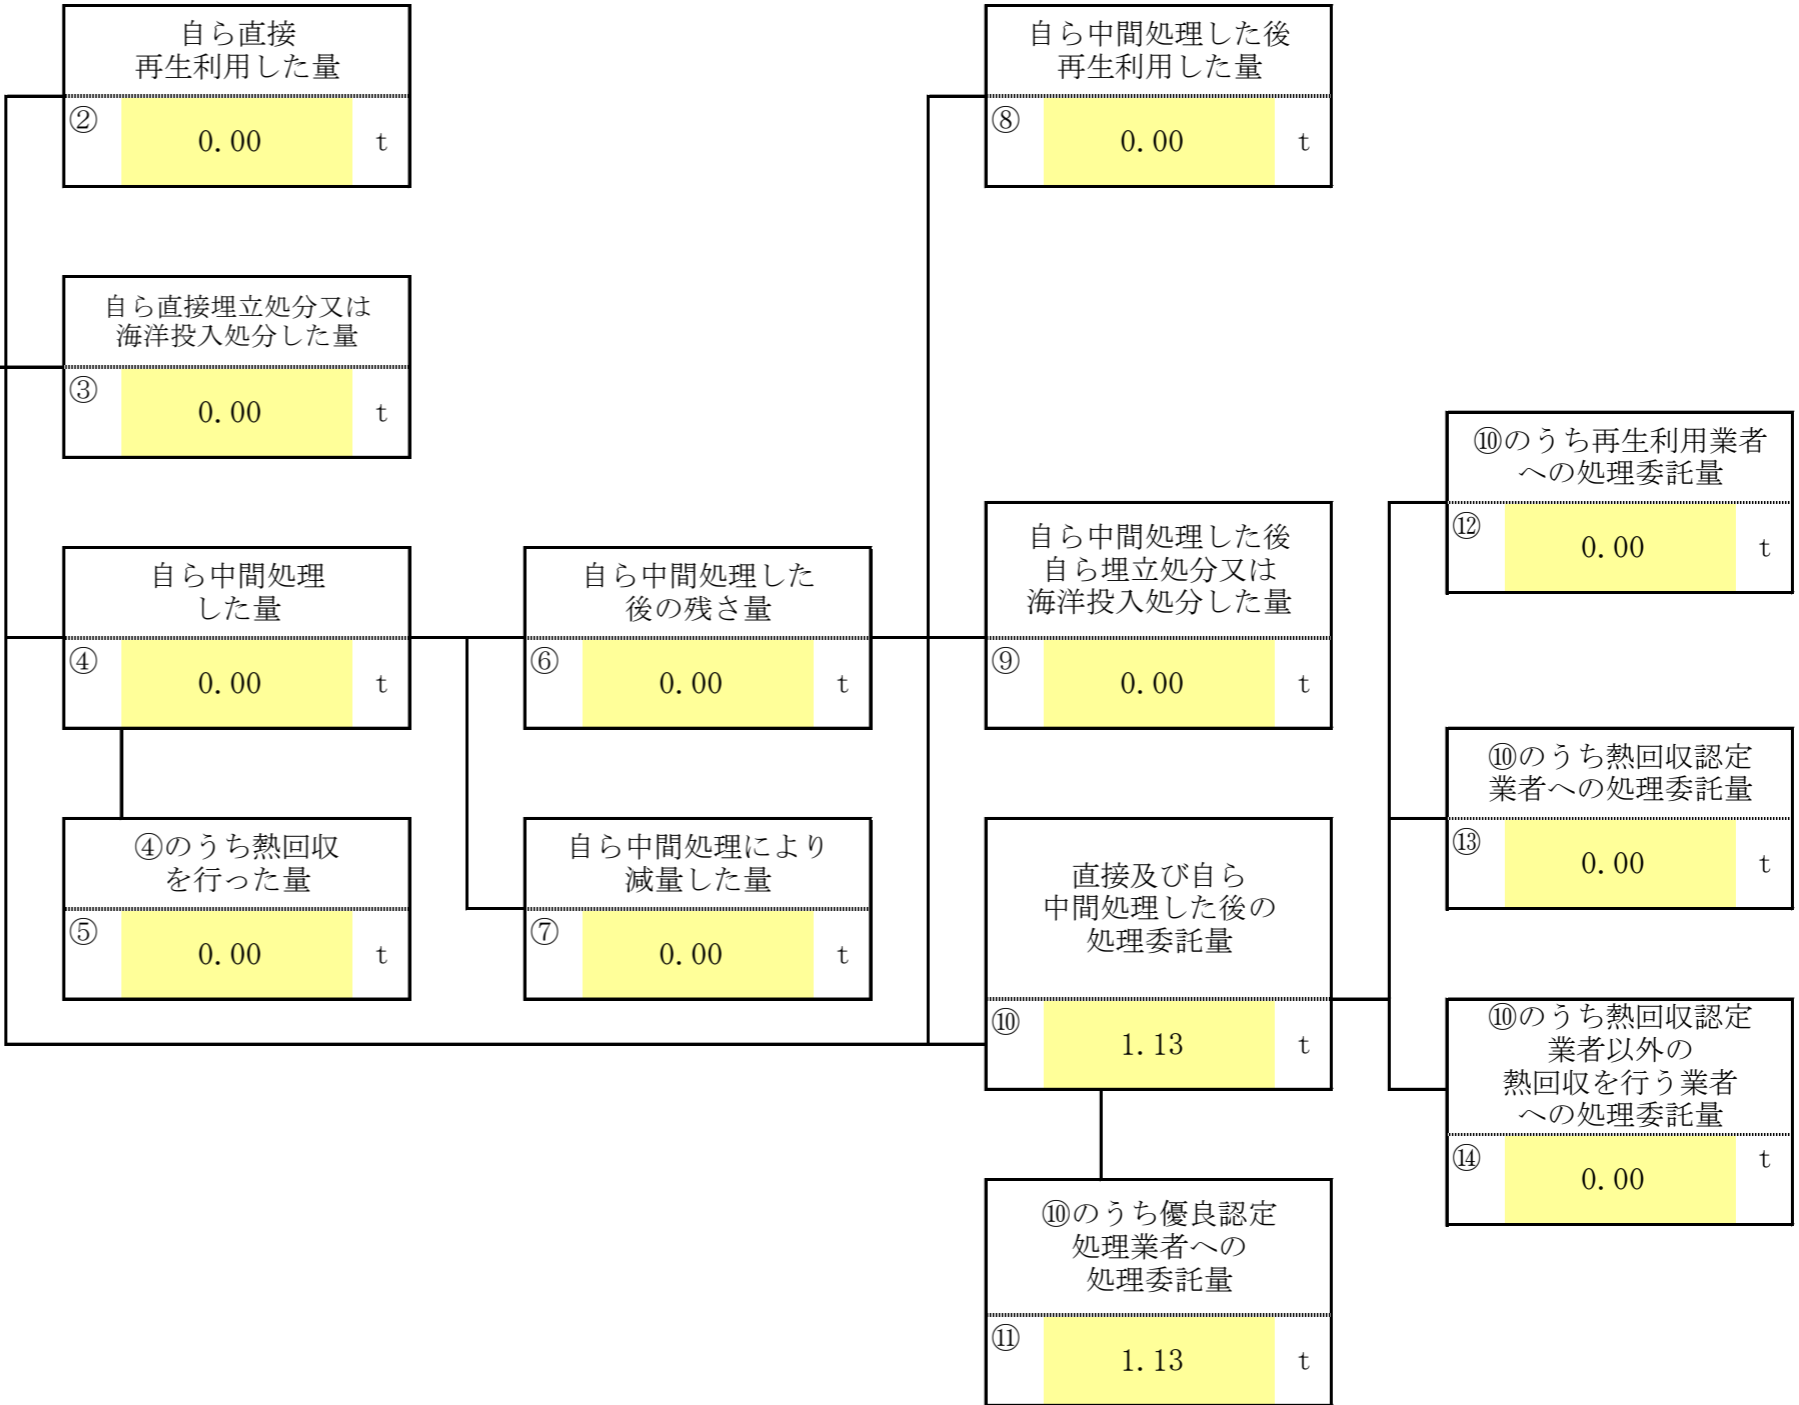 自ら直接
再生利用した量
② 0.00 t
自ら中間処理した後
再生利用した量
⑧ 0.00 t
自ら直接埋立処分又は
海洋投入処分した量
③ 0.00 t
⑩のうち再生利用業者
への処理委託量
⑫ 0.00 t
自ら中間処理
した量
④ 0.00 t
自ら中間処理した
後の残さ量
⑥ 0.00 t
自ら中間処理した後
自ら埋立処分又は
海洋投入処分した量
⑨ 0.00 t
⑩のうち熱回収認定
業者への処理委託量
⑬ 0.00 t
④のうち熱回収
を行った量
⑤ 0.00 t
自ら中間処理により
減量した量
⑦ 0.00 t
直接及び自ら
中間処理した後の
処理委託量
⑩ 1.13 t
⑩のうち熱回収認定
業者以外の
熱回収を行う業者
への処理委託量
⑭ 0.00 t
⑩のうち優良認定
処理業者への
処理委託量
⑪ 1.13 t